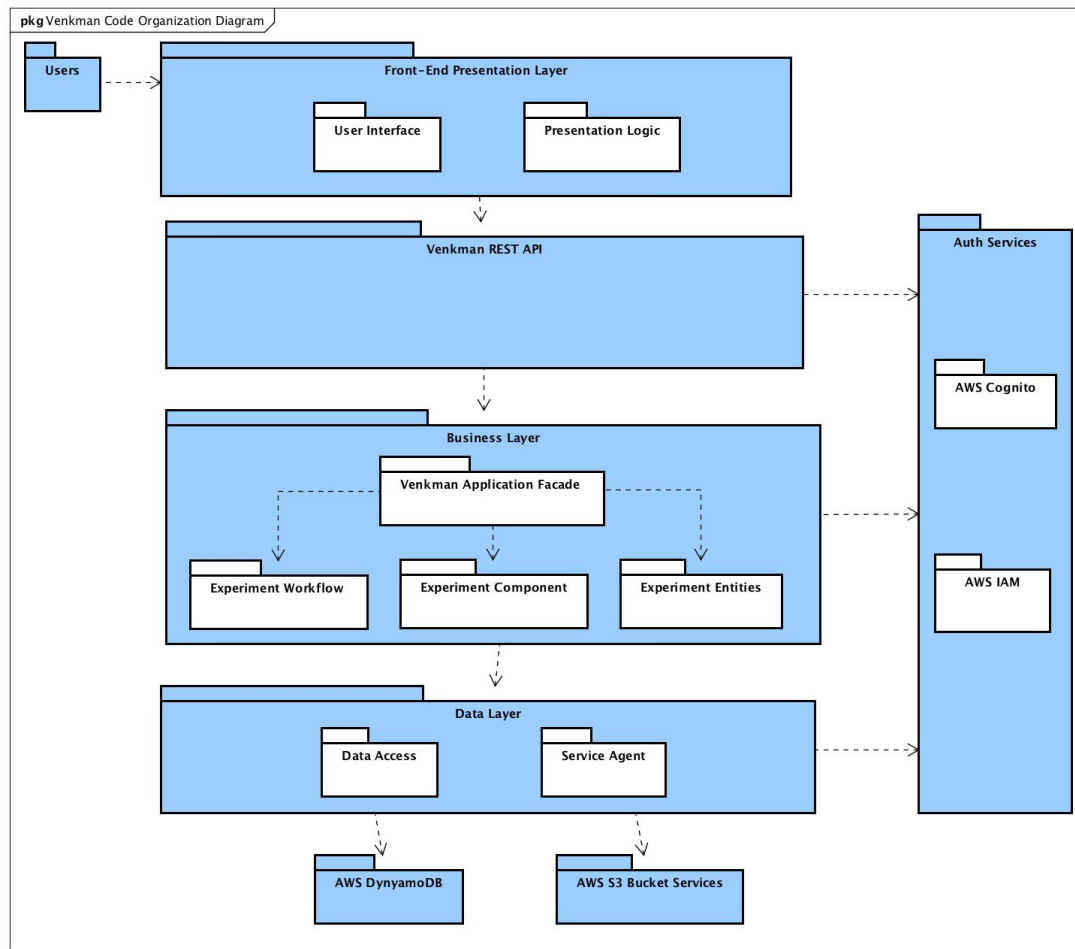 pkg Venkman Code Organization Diagram
Users
Front-End Presentation Layer
User Interface
Presentation Logic
Venkman REST API
Auth Services
AWS Cognito
Business Layer
Venkman Application Facade
Experiment Workflow
Experiment Component
Experiment Entities
AWS IAM
Data Layer
Data Access
Service Agent
AWS DynyamoDB
AWS S3 Bucket Services